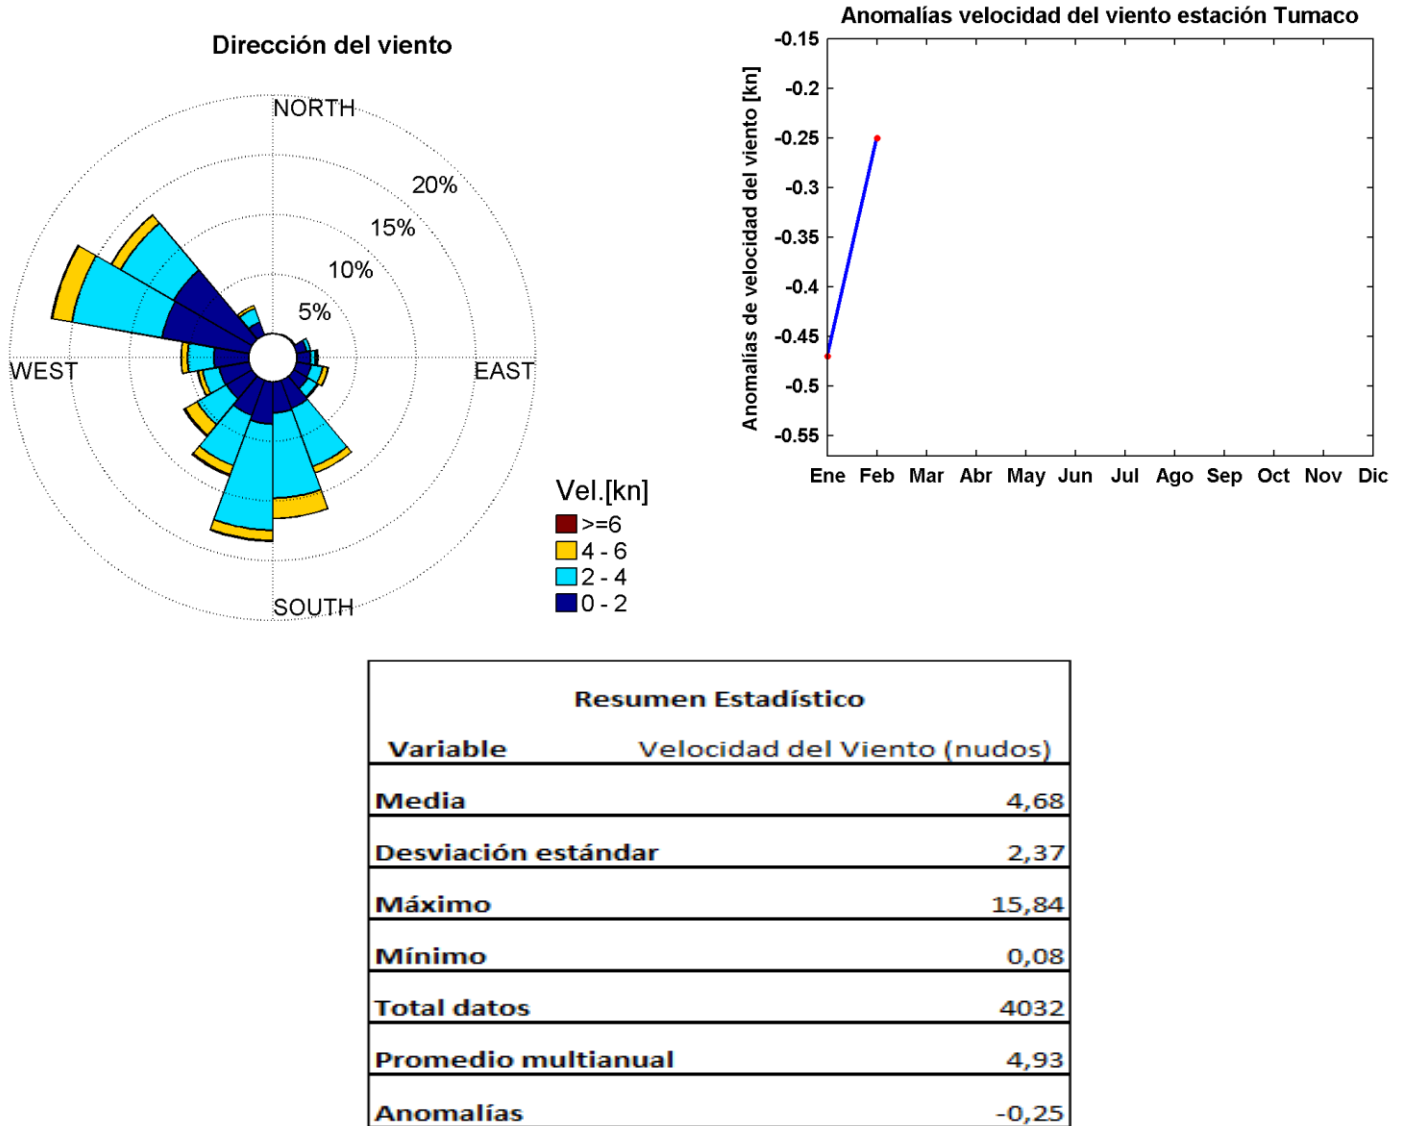 Dirección del viento
NORTH
20%
15%
10%
5%
WEST
EAST
SOUTH
Vel.[kn]
>=6
4 - 6
2 - 4
0 - 2
Anomalías velocidad del viento estación Tumaco
Anomalías de velocidad del viento [kn]
-0.15
-0.2
-0.25
-0.3
-0.35
-0.4
-0.45
-0.5
-0.55
Ene Feb Mar Abr May Jun Jul Ago Sep Oct Nov Dic
Resumen Estadístico
Variable Velocidad del Viento (nudos)
Media 4,68
Desviación estándar 2,37
Máximo 15,84
Mínimo 0,08
Total datos 4032
Promedio multianual 4,93
Anomalías -0,25